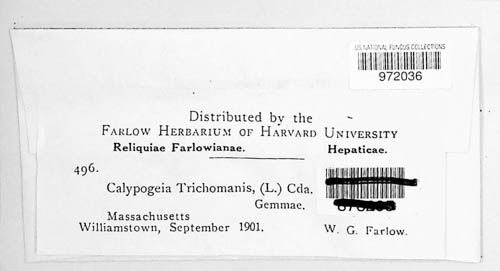 US NATIONAL FUNGUS COLLECTIONS
972036
Distributed by the
FARLOW HERBARIUM OF HARVARD UNIVERSITY
Reliquiae Farlowianae. Hepaticae.
496.
Calypogeia Trichomanis, (L.) Cda.
Gemmae.
Massachusetts
Williamstown, September 1901. W. G. Farlow.